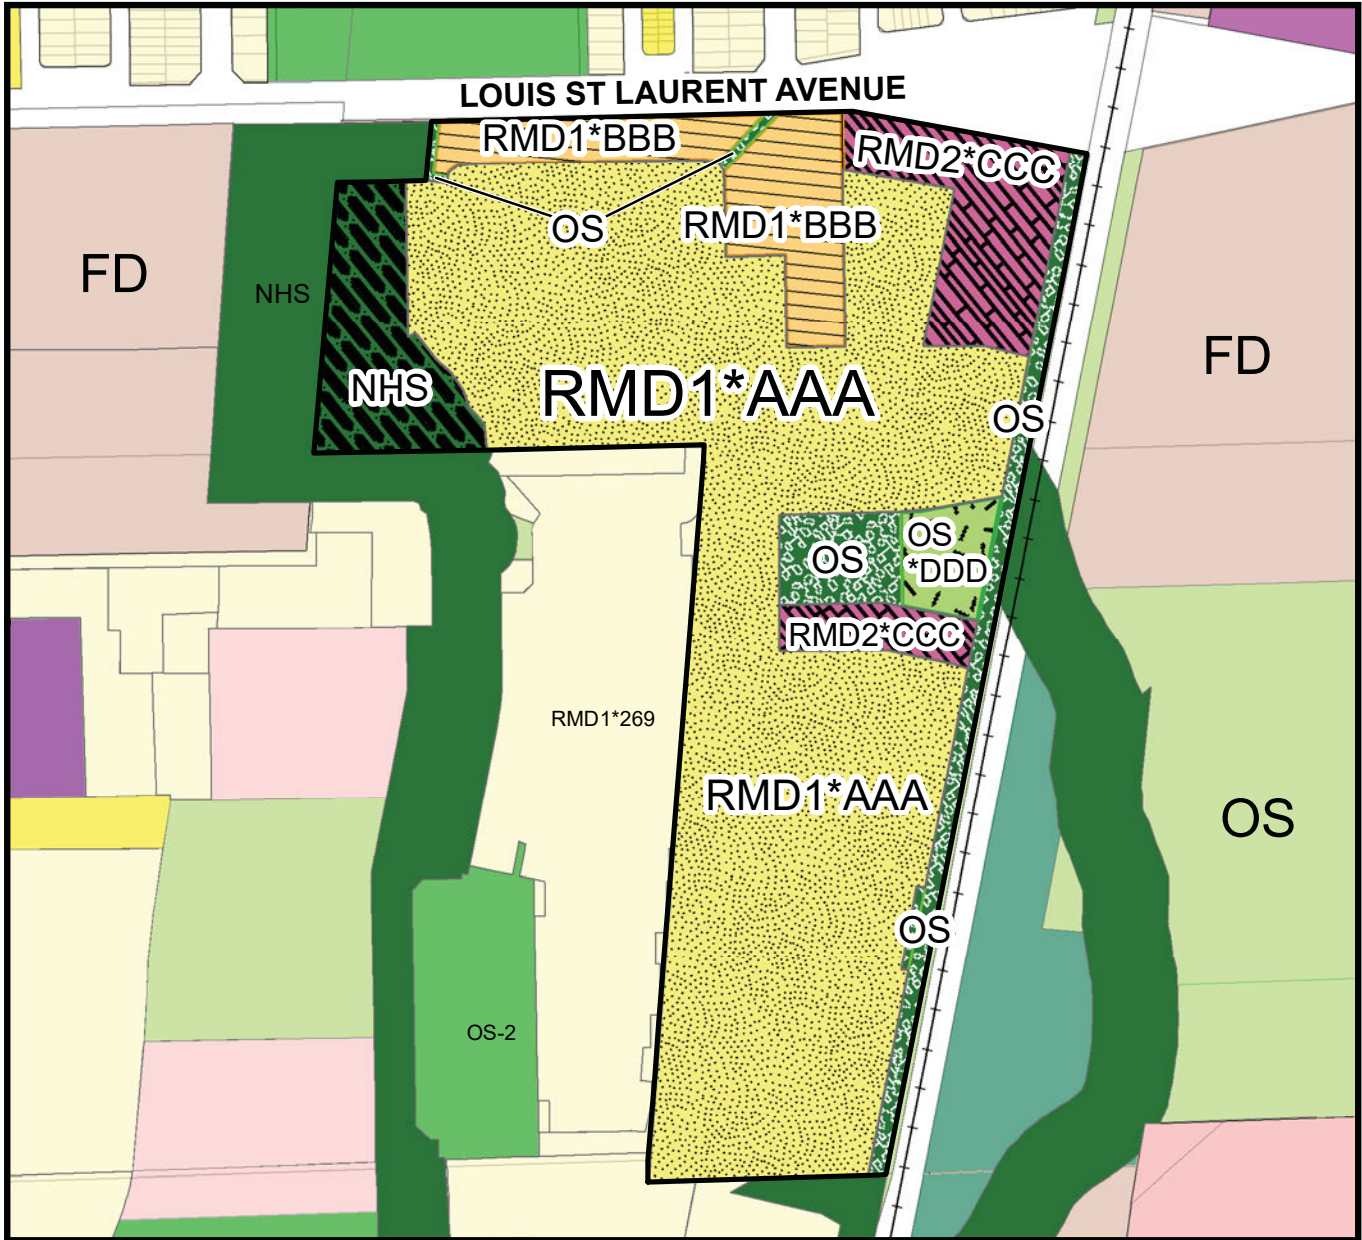 LOUIS ST LAURENT AVENUE
RMD1*BBB
RMD2*CCC
OS
RMD1*BBB
FD
NHS
FD
NHS
RMD1*AAA
OS
OS
OS
*DDD
RMD2*CCC
RMD1*269
RMD1*AAA
OS
OS
OS-2